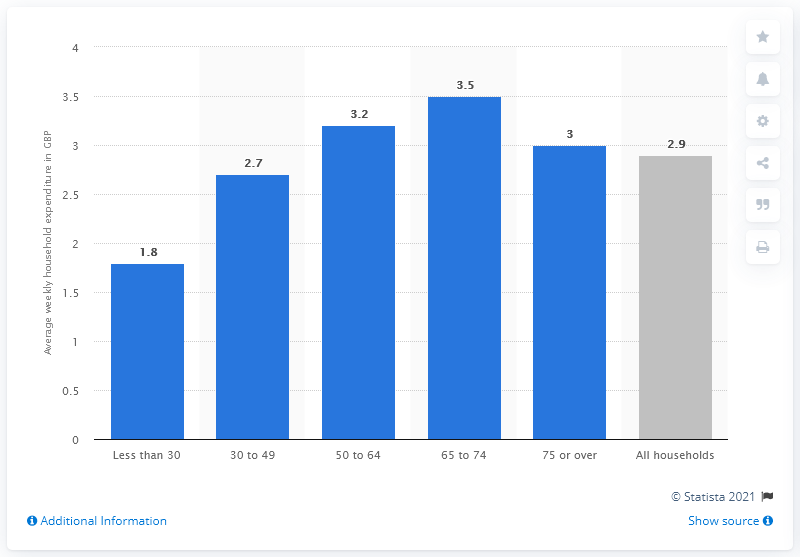 4
3.5
3
2.5
2
1.5
1
0.5
0
Average weekly household expenditure in GBP
1.8
2.7
3.2
3.5
3
2.9
Less than 30
30 to 49
50 to 64
65 to 74
75 or over
All households
© Statista 2021
Additional Information
Show source